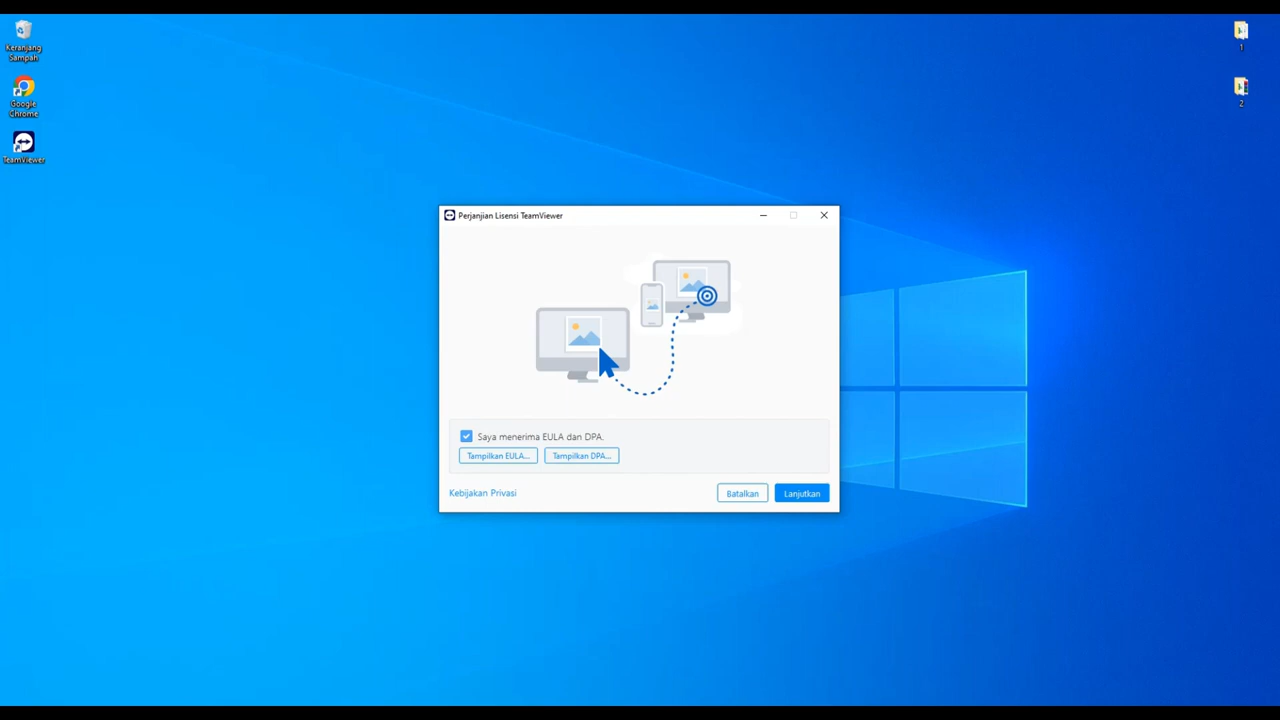 Keranjang
Sampah
Google
Chrome
TeamViewer
1
2
Perjanjian Lisensi TeamViewer
Saya menerima EULA dan DPA.
Tampilkan EULA...
Tampilkan DPA...
Kebijakan Privasi
Batalkan
Lanjutkan